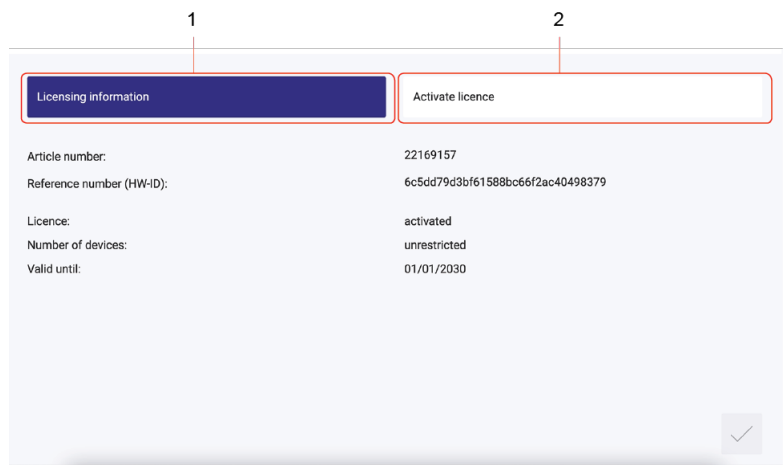 1 2
Licensing information Activate licence
Article number: 22169157
Reference number (HW-ID): 6c5dd79d3bf61588bc66f2ac40498379
Licence: activated
Number of devices: unrestricted
Valid until: 01/01/2030